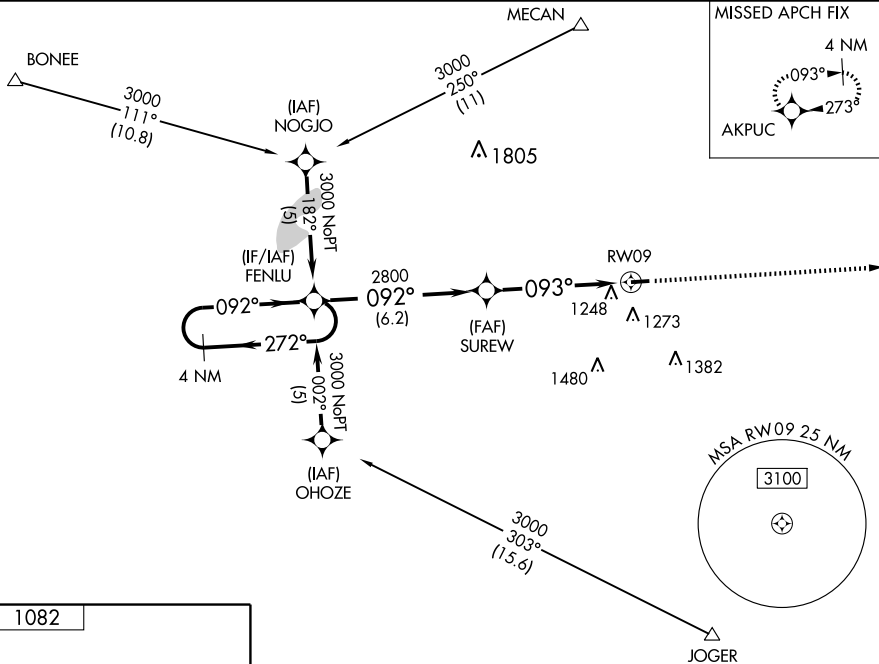 MECAN
MISSED APCH FIX
4 NM
093°
273°
AKPUC
BONEE
3000
111°
(10.8)
3000
250°
(11)
(IAF)
NOGJO
1805
3000 NoPT
182°
(5)
(IF/IAF)
FENLU
RW09
2800
092°
(6.2)
093°
092°
272°
4 NM
(FAF)
SUREW
1248
1273
1480
1382
3000 NoPT
002°
(5)
(IAF)
OHOZE
MSA RW09 25 NM
3100
3000
303°
(15.6)
1082
JOGER